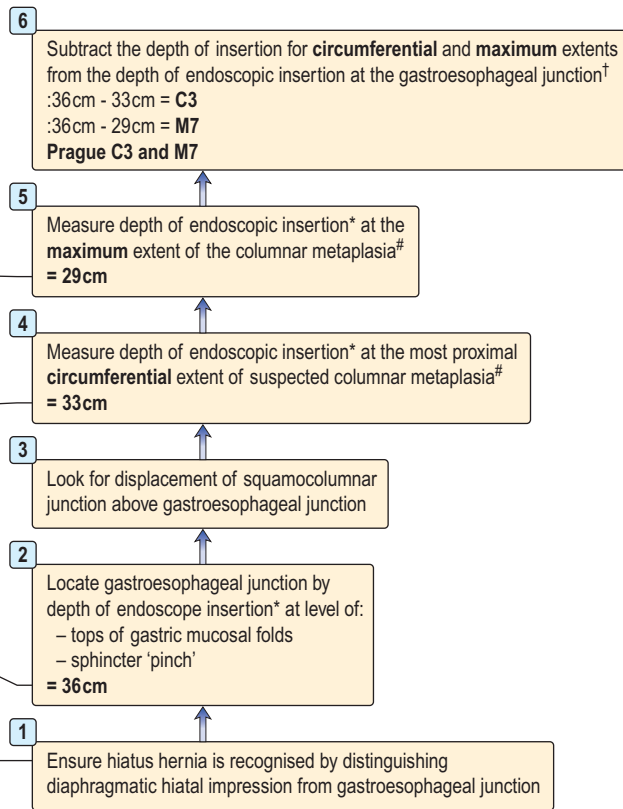 6
Subtract the depth of insertion for circumferential and maximum extents
from the depth of endoscopic insertion at the gastroesophageal junction†
:36cm - 33cm = C3
:36cm - 29cm = M7
Prague C3 and M7
5
Measure depth of endoscopic insertion* at the
maximum extent of the columnar metaplasia#
= 29cm
4
Measure depth of endoscopic insertion* at the most proximal
circumferential extent of suspected columnar metaplasia#
= 33cm
3
Look for displacement of squamocolumnar
junction above gastroesophageal junction
2
Locate gastroesophageal junction by
depth of endoscope insertion* at level of:
– tops of gastric mucosal folds
– sphincter ‘pinch’
= 36cm
1
Ensure hiatus hernia is recognised by distinguishing
diaphragmatic hiatal impression from gastroesophageal junction